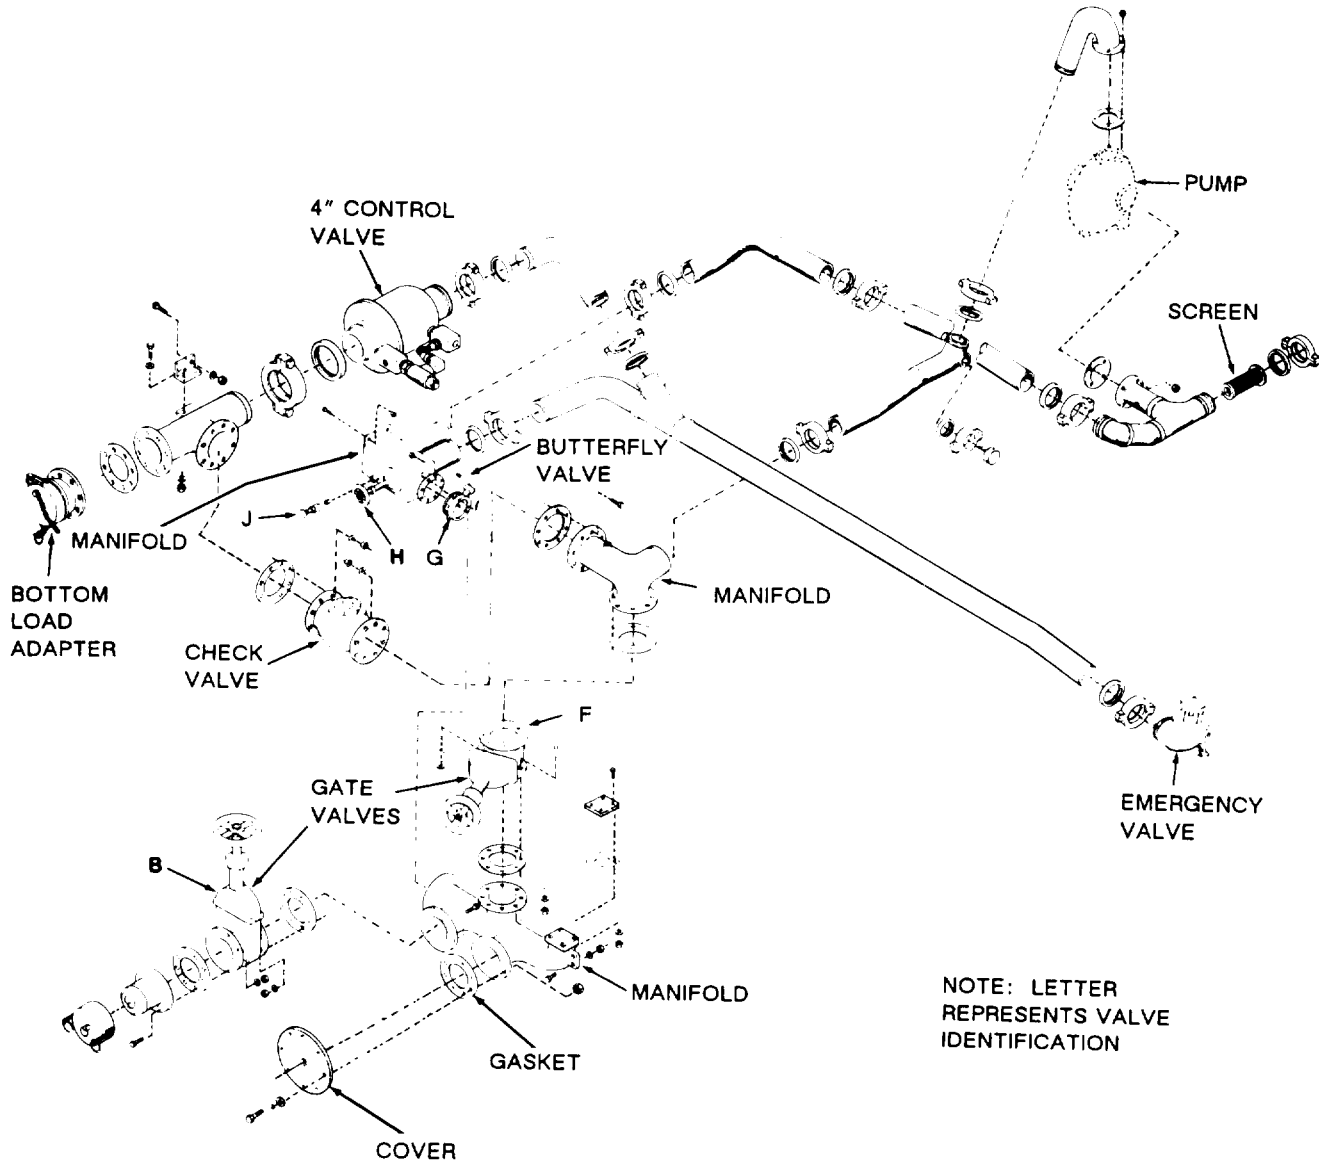 PUMP
4" CONTROL
VALVE
SCREEN
BUTTERFLY
VALVE
J
MANIFOLD
H
G
BOTTOM
LOAD
ADAPTER
MANIFOLD
CHECK
VALVE
F
GATE
VALVES
EMERGENCY
VALVE
B
MANIFOLD
NOTE: LETTER
REPRESENTS VALVE
IDENTIFICATION
GASKET
COVER